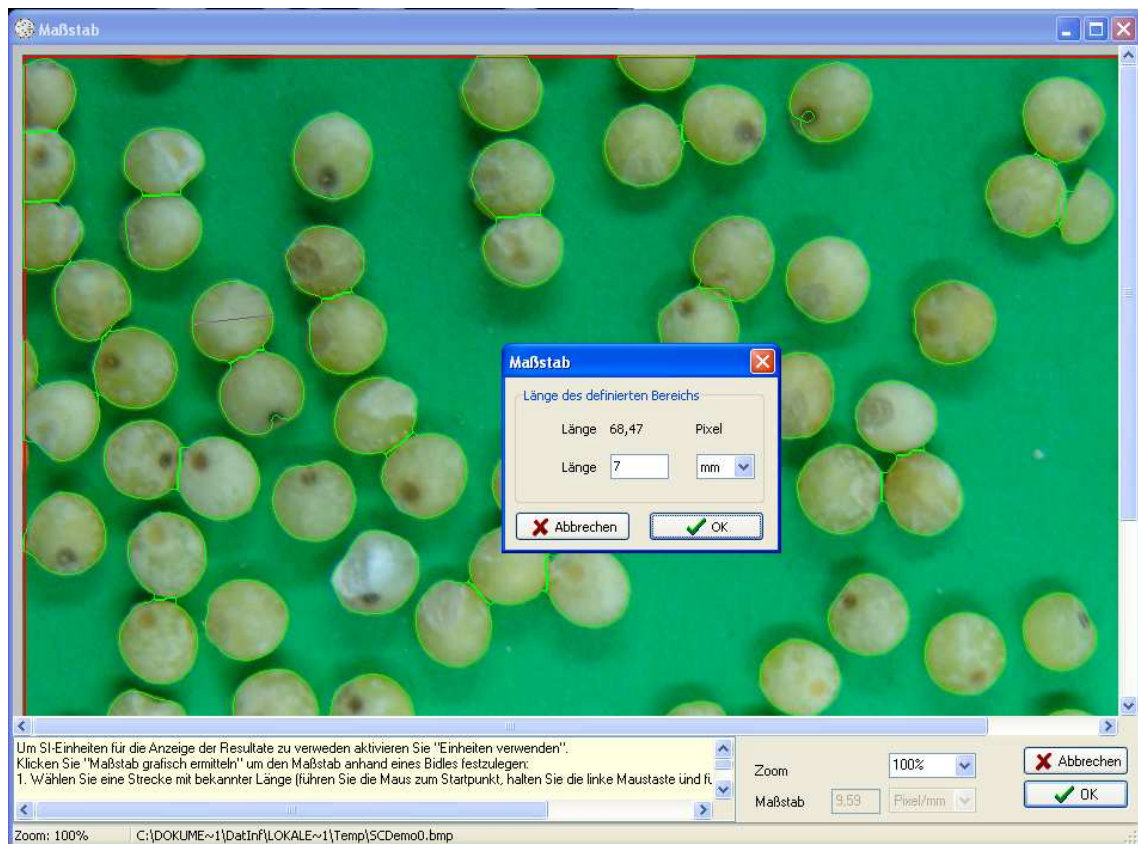 Maßstab
Maßstab
Länge des definierten Bereichs
Länge 68,47 Pixel
Länge 7 mm
Abbrechen OK
Um SI-Einheiten für die Anzeige der Resultate zu verweden aktivieren Sie "Einheiten verwenden".
Klicken Sie "Maßstab grafisch ermitteln" um den Maßstab anhand eines Bidles festzulegen:
1. Wählen Sie eine Strecke mit bekannter Länge (führen Sie die Maus zum Startpunkt, halten Sie die linke Maustaste und fü
Zoom 100%
Maßstab 9,59 Pixel/mm
Abbrechen
OK
Zoom: 100% C:\DOKUME~1\DatInf\LOKALE~1\Temp\SCDemo0.bmp